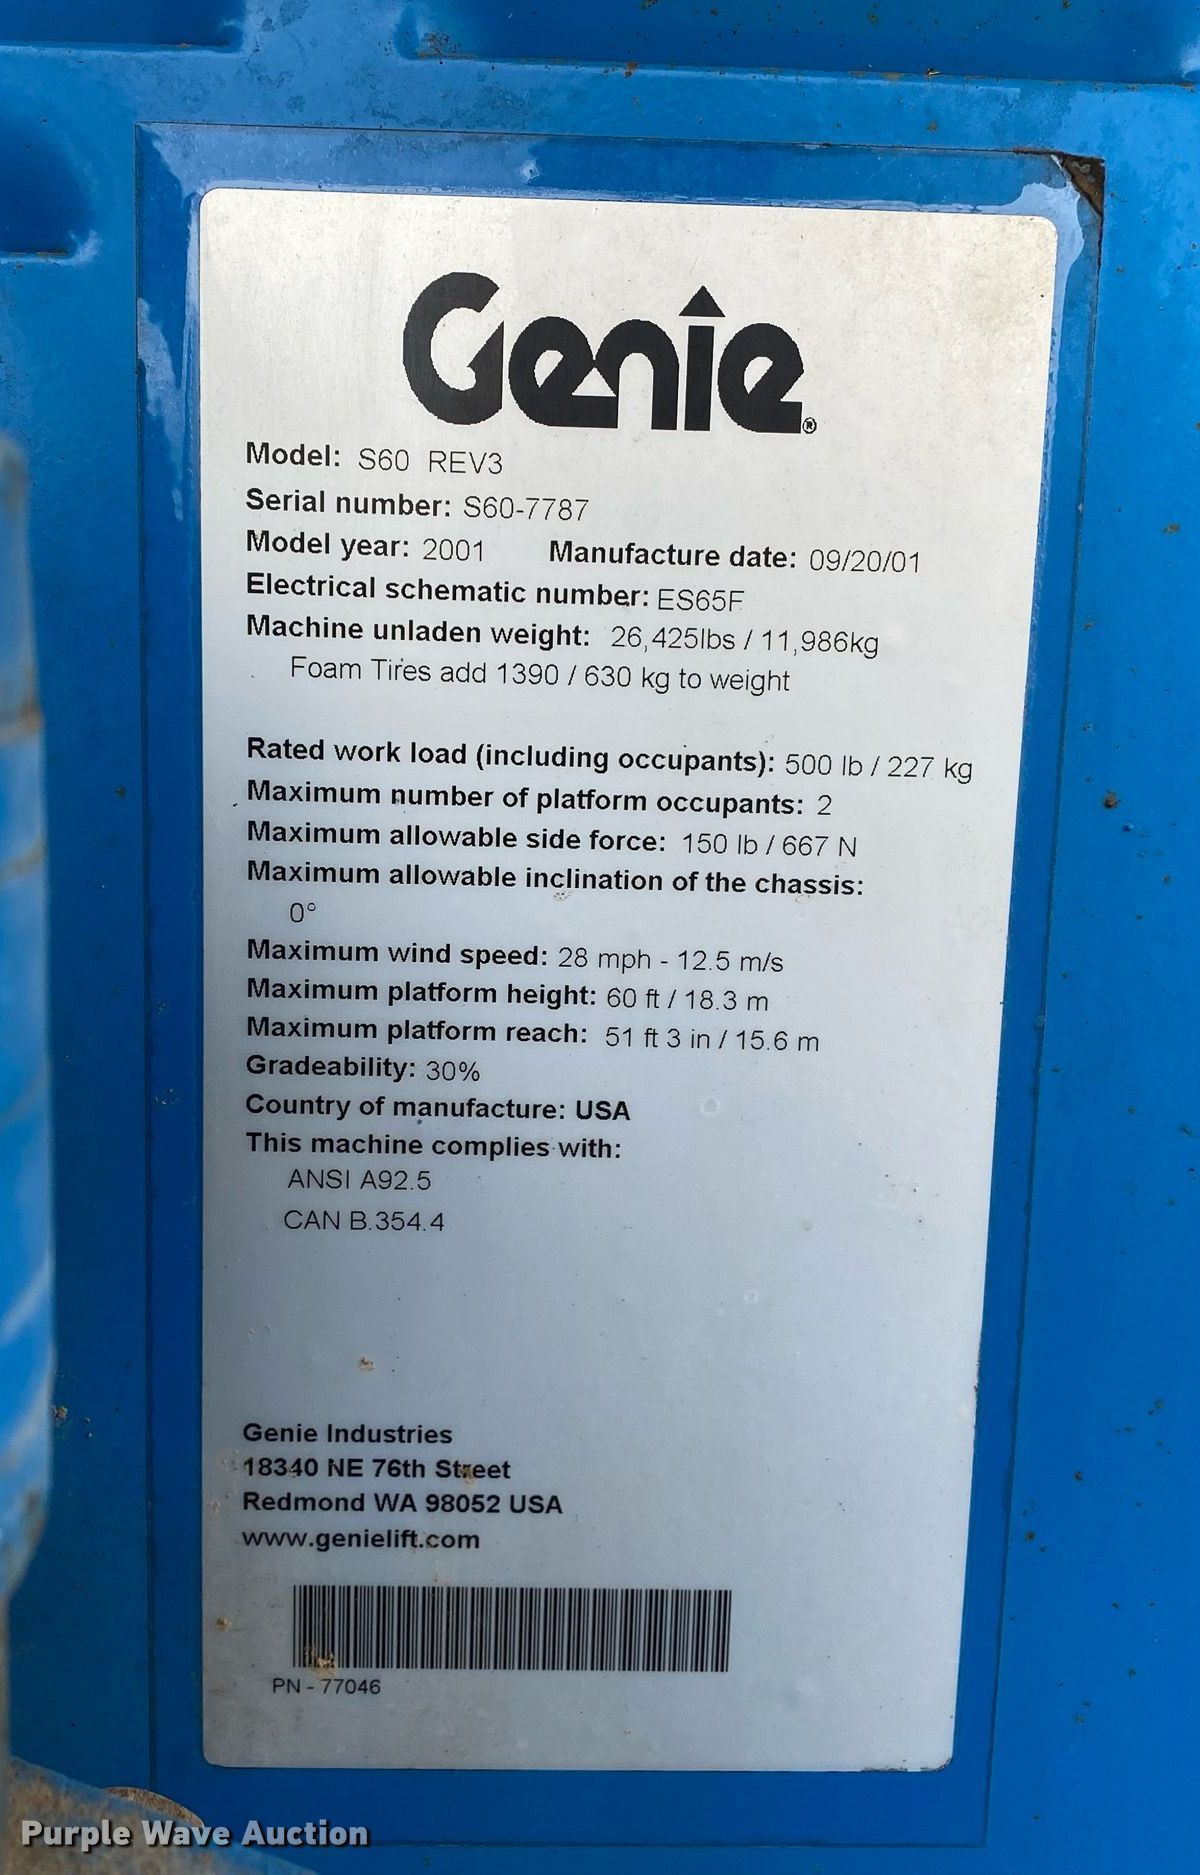 Genie®
Model: S60 REV3
Serial number: S60-7787
Model year: 2001 Manufacture date: 09/20/01
Electrical schematic number: ES65F
Machine unladen weight: 26,425lbs / 11,986kg
Foam Tires add 1390 / 630 kg to weight
Rated work load (including occupants): 500 lb / 227 kg
Maximum number of platform occupants: 2
Maximum allowable side force: 150 lb / 667 N
Maximum allowable inclination of the chassis:
0°
Maximum wind speed: 28 mph - 12.5 m/s
Maximum platform height: 60 ft / 18.3 m
Maximum platform reach: 51 ft 3 in / 15.6 m
Gradeability: 30%
Country of manufacture: USA
This machine complies with:
ANSI A92.5
CAN B.354.4
Genie Industries
18340 NE 76th Street
Redmond WA 98052 USA
www.genielift.com
PN - 77046
Purple Wave Auction